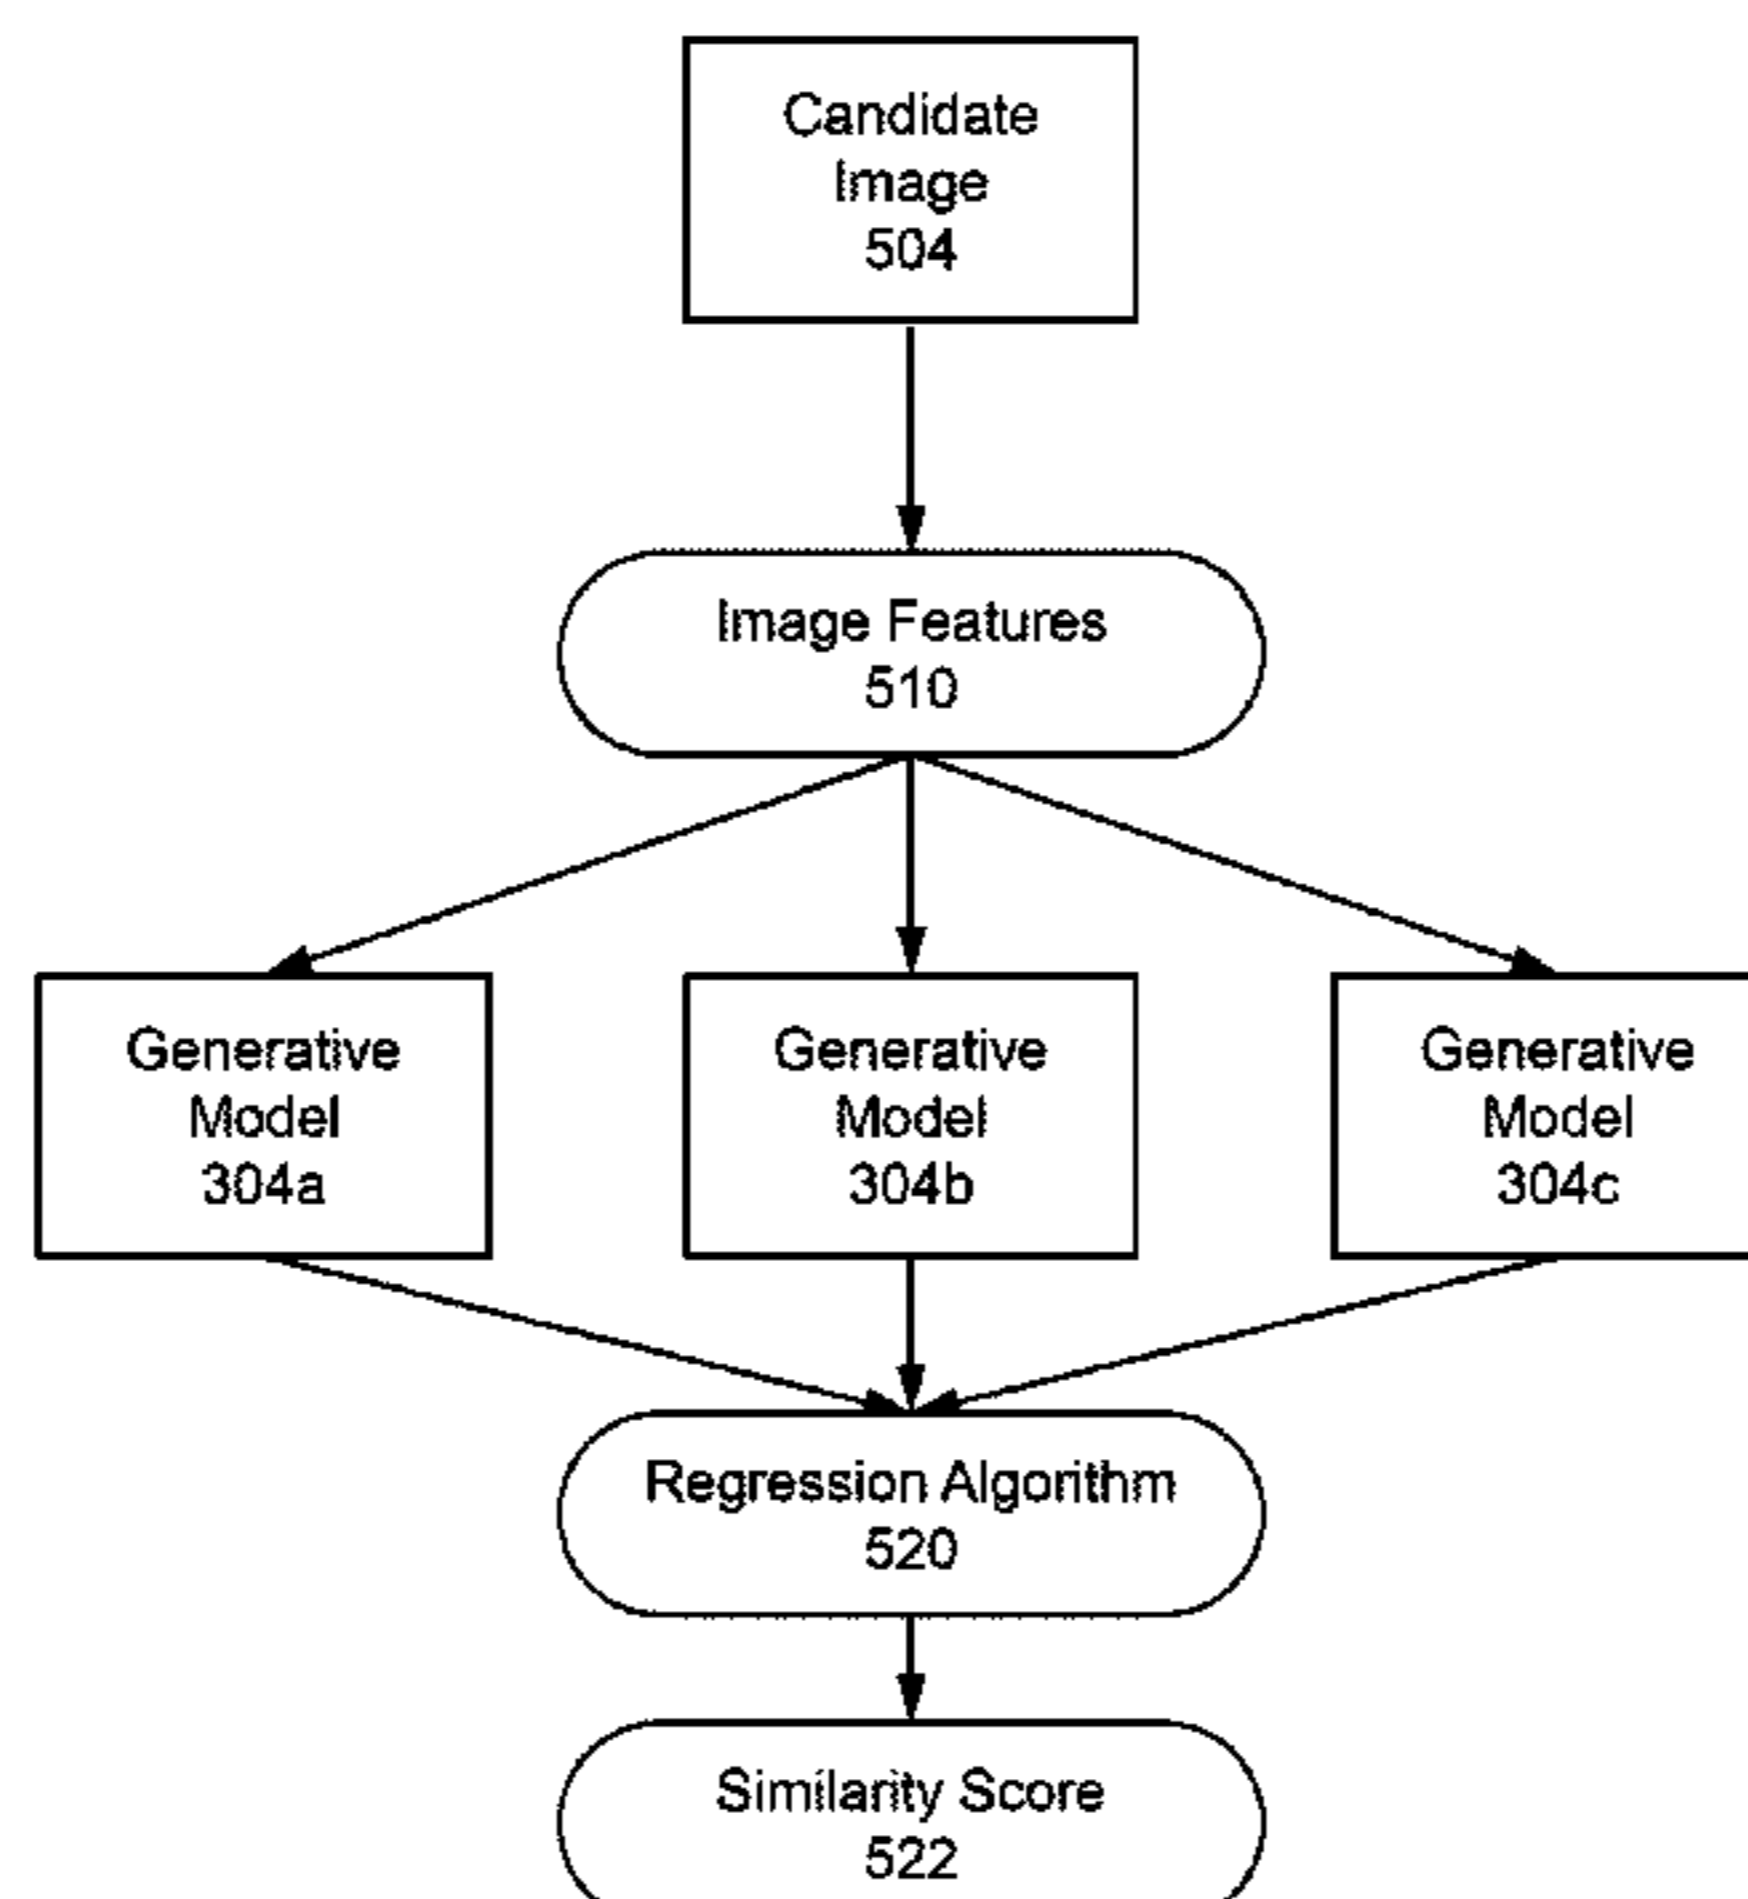 Candidate
Image
504
Image Features
510
Generative
Model
304a
Generative
Model
304b
Generative
Model
304c
Regression Algorithm
520
Similarity Score
522